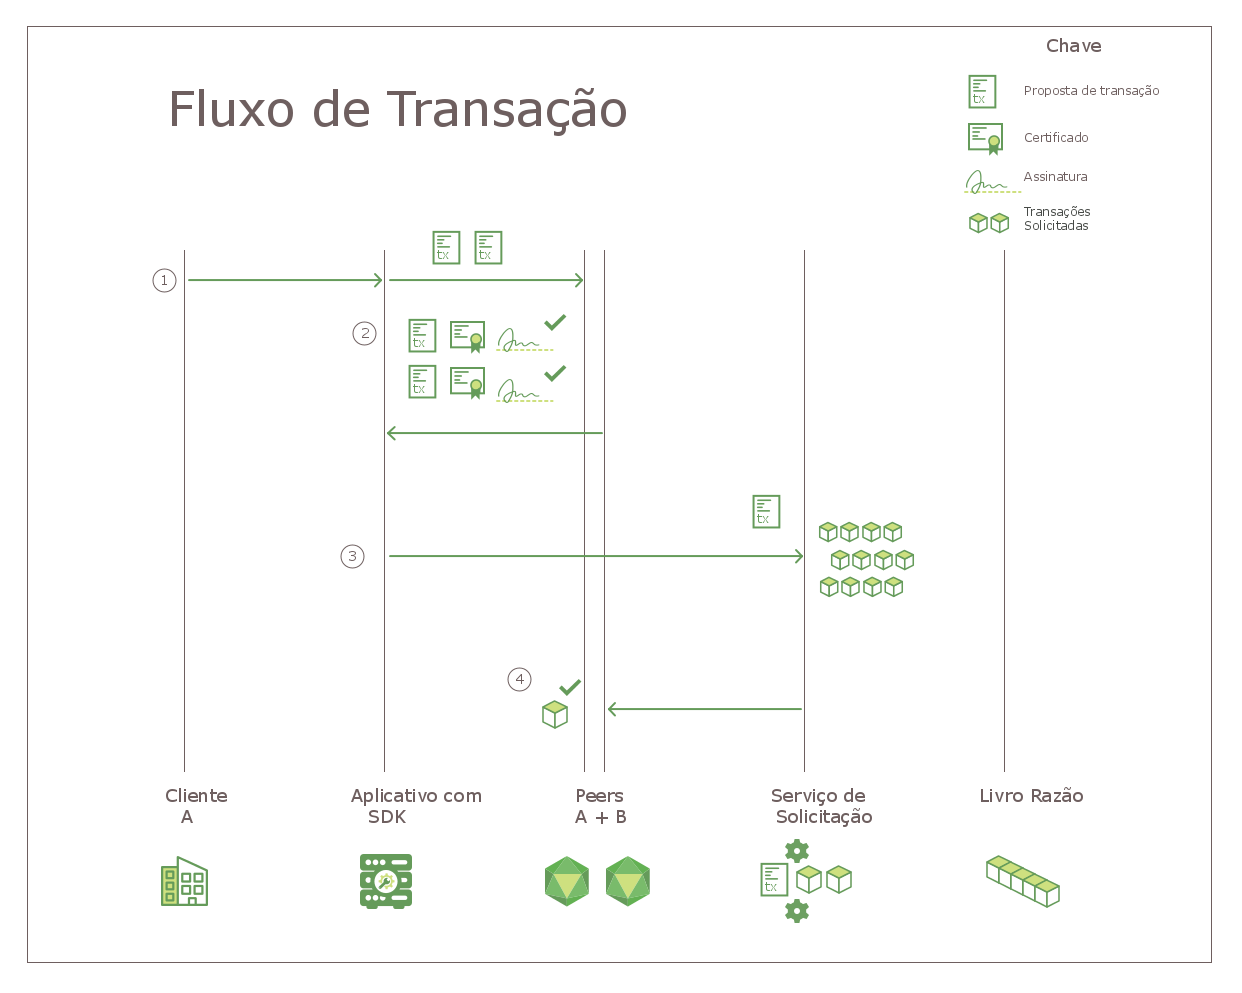 Chave
Fluxo de Transação
tx
Proposta de transação
Certificado
Assinatura
Transações
Solicitadas
tx
tx
1
2
tx
tx
3
tx
4
Cliente
A
Aplicativo com
SDK
Peers
A + B
Serviço de
Solicitação
Livro Razão
tx